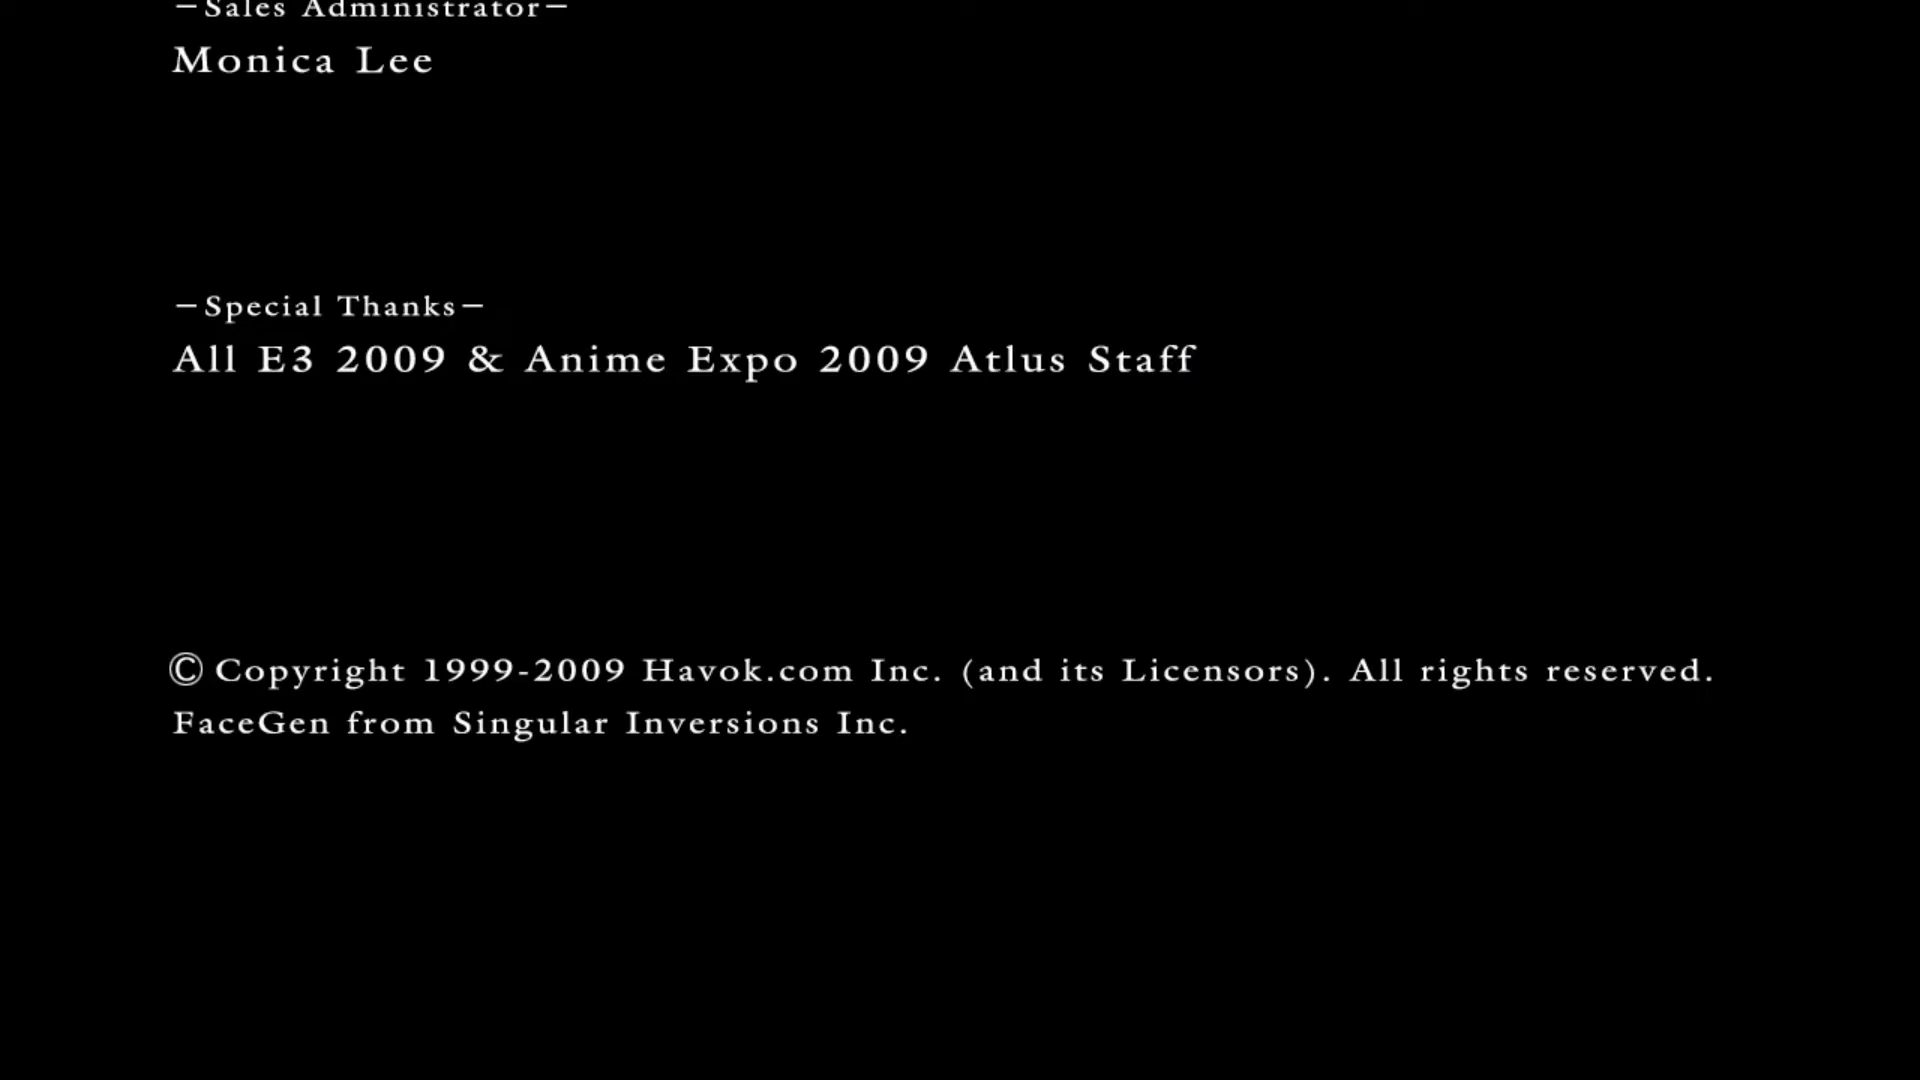 —Sales Administrator—
Monica Lee
—Special Thanks—
All E3 2009 & Anime Expo 2009 Atlus Staff
© Copyright 1999-2009 Havok.com Inc. (and its Licensors). All rights reserved.
FaceGen from Singular Inversions Inc.